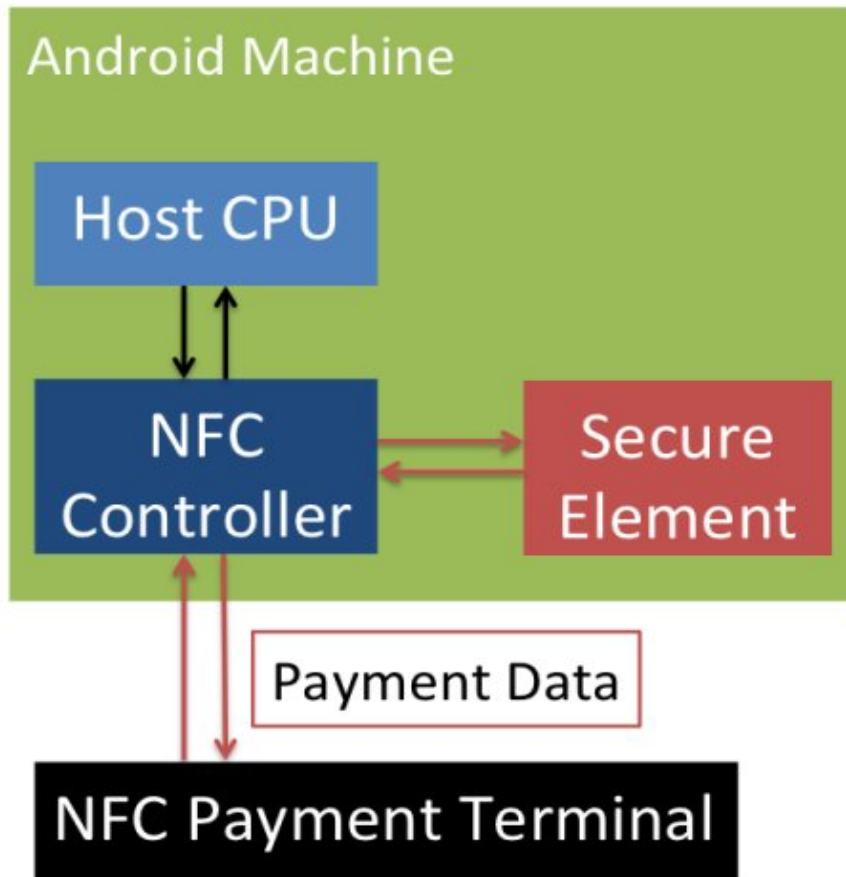 Android Machine
Host CPU
NFC
Controller
Secure
Element
Payment Data
NFC Payment Terminal